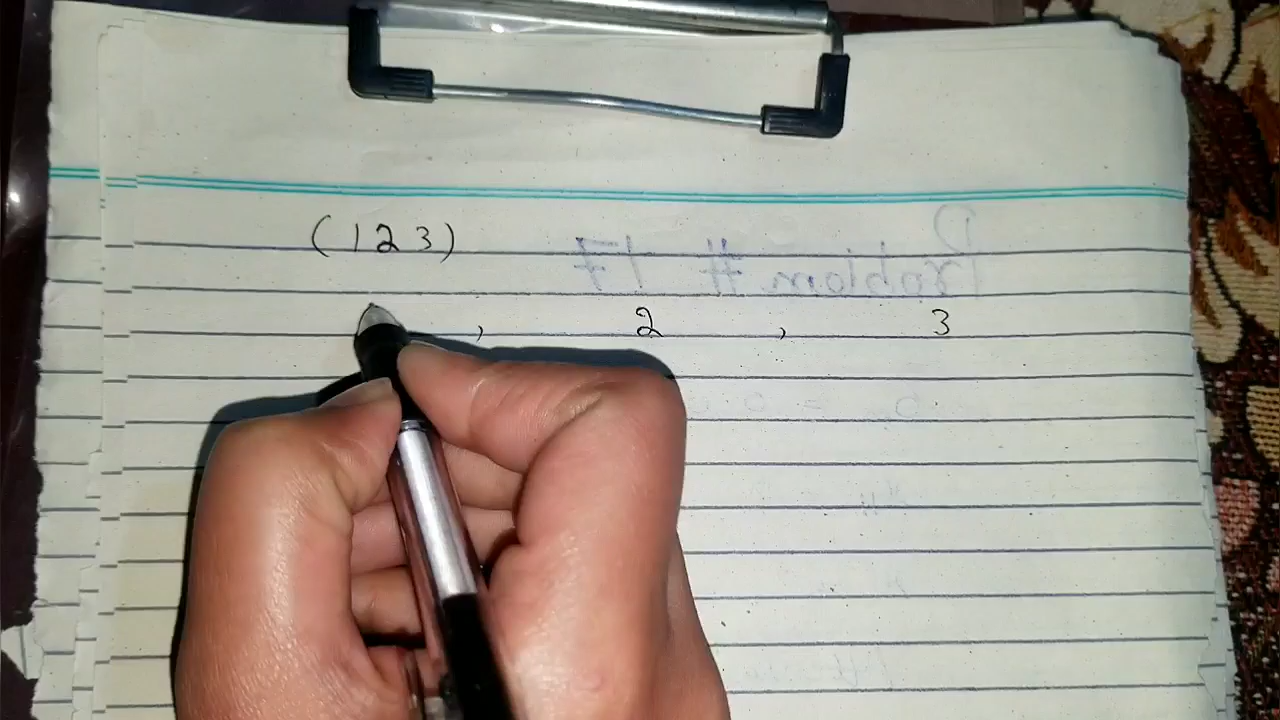 (123)
, 2 , 3